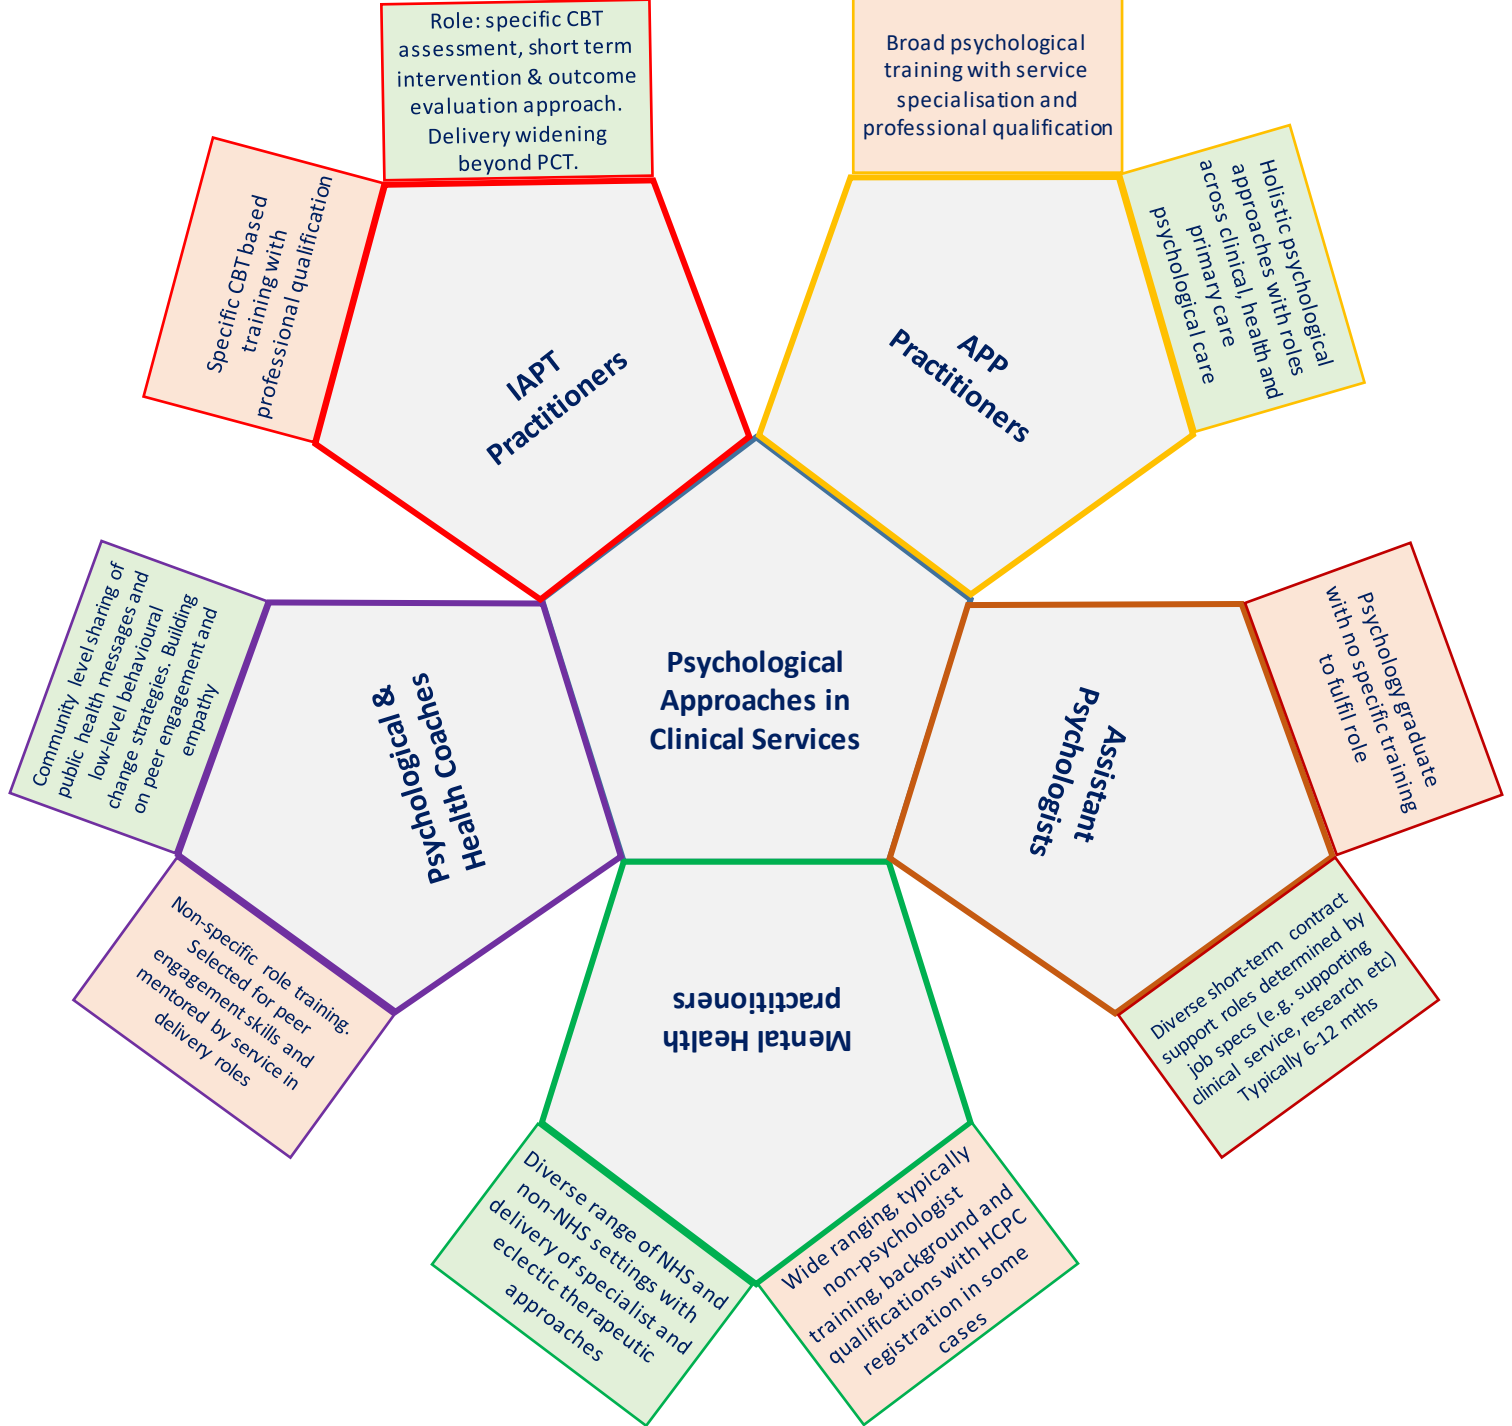 Role: specific CBT
assessment, short term
intervention & outcome
evaluation approach.
Delivery widening
beyond PCT.
Broad psychological
training with service
specialisation and
professional qualification
Specific CBT based
training with
professional qualification
IAPT
Practitioners
APP
Practitioners
Holistic psychological
approaches with roles
across clinical, health and
primary care
psychological care
Community level sharing of
public health messages and
low-level behavioural
change strategies. Building
on peer engagement and
empathy
Psychological &
Health Coaches
Psychological
Approaches in
Clinical Services
Assistant
Psychologists
Psychology graduate
with no specific training
to fulfil role
Non-specific role training.
Selected for peer
engagement skills and
mentored by service in
delivery roles
Mental Health
practitioners
Diverse short-term contract
support roles determined by
job specs (e.g. supporting
clinical service, research etc)
Typically 6-12 mths
Diverse range of NHS and
non-NHS settings with
delivery of specialist and
eclectic therapeutic
approaches
Wide ranging, typically
non-psychologist
training, background and
qualifications with HCPC
registration in some
cases